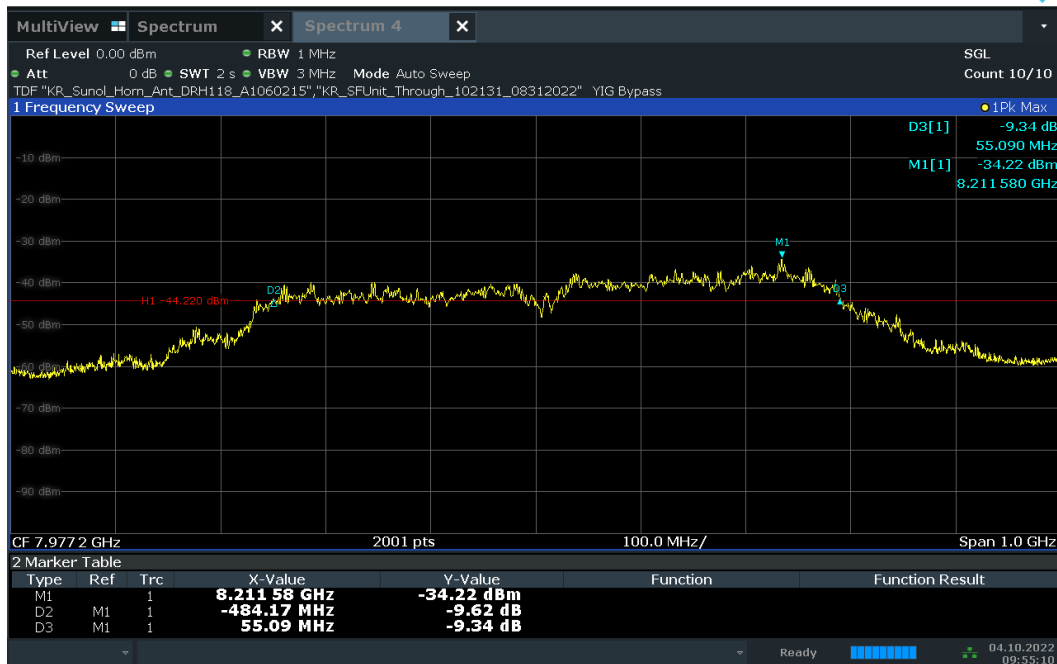 MultiView Spectrum X Spectrum 4 X
Ref Level 0.00 dBm RBW 1 MHz SGL
Att 0 dB SWT 2 s VBW 3 MHz Mode Auto Sweep Count 10/10
TDF "KR_Sunol_Horn_Ant_DRH118_A1060215","KR_SFUnit_Through_102131_08312022" YIG Bypass
1 Frequency Sweep 1Pk Max
D3[1] -9.34 dB
55.090 MHz
M1[1] -34.22 dBm
8.211 580 GHz
-10 dBm
-20 dBm
-30 dBm
M1
-40 dBm
D2
D3
H1 -44.220 dBm
-50 dBm
-60 dBm
-70 dBm
-80 dBm
-90 dBm
CF 7.977 2 GHz 2001 pts 100.0 MHz/ Span 1.0 GHz
2 Marker Table
Type Ref Trc X-Value Y-Value Function Function Result
M1 1 8.211 58 GHz -34.22 dBm
D2 M1 1 -484.17 MHz -9.62 dB
D3 M1 1 55.09 MHz -9.34 dB
Ready 04.10.2022
09:55:10